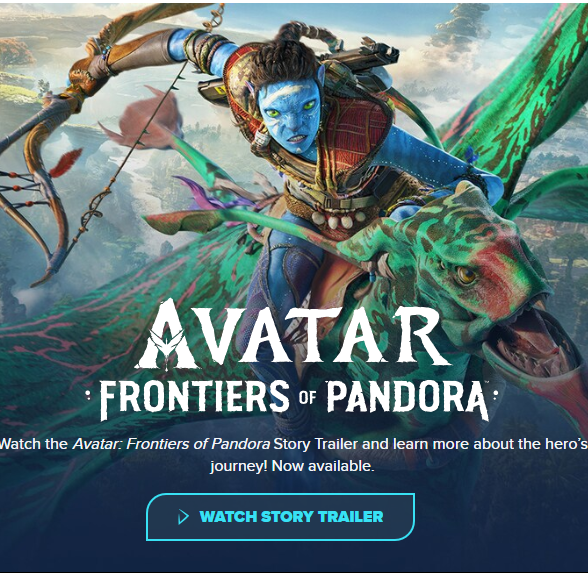 AVATAR
FRONTIERS OF PANDORA™
Watch the Avatar: Frontiers of Pandora Story Trailer and learn more about the hero's
journey! Now available.
WATCH STORY TRAILER